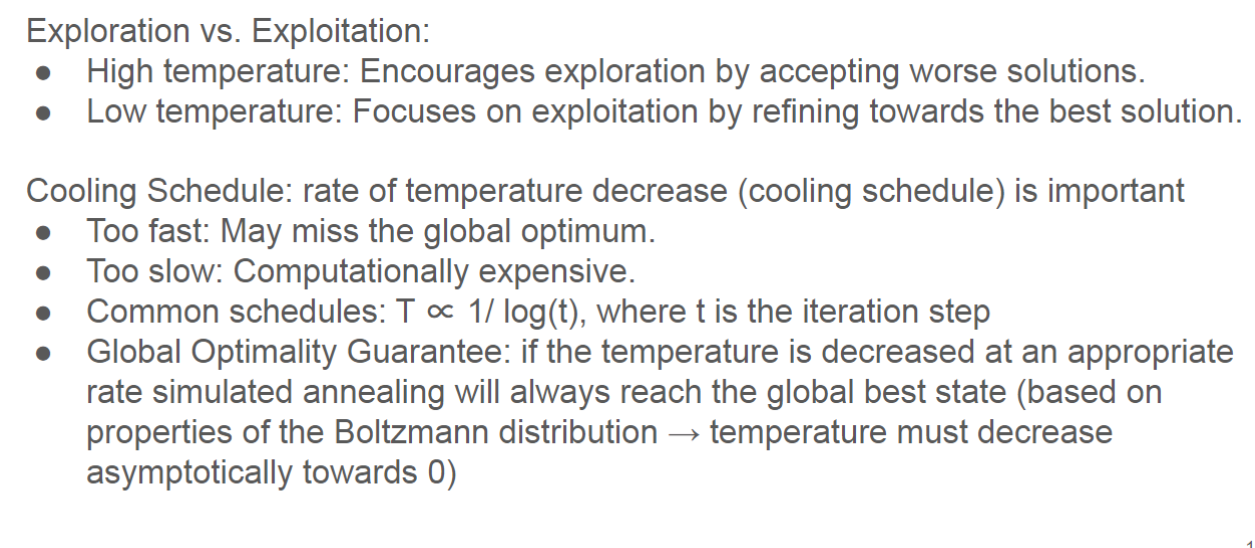 Exploration vs. Exploitation:
● High temperature: Encourages exploration by accepting worse solutions.
● Low temperature: Focuses on exploitation by refining towards the best solution.
Cooling Schedule: rate of temperature decrease (cooling schedule) is important
● Too fast: May miss the global optimum.
● Too slow: Computationally expensive.
● Common schedules: T ∝ 1/ log(t), where t is the iteration step
● Global Optimality Guarantee: if the temperature is decreased at an appropriate
rate simulated annealing will always reach the global best state (based on
properties of the Boltzmann distribution → temperature must decrease
asymptotically towards 0)